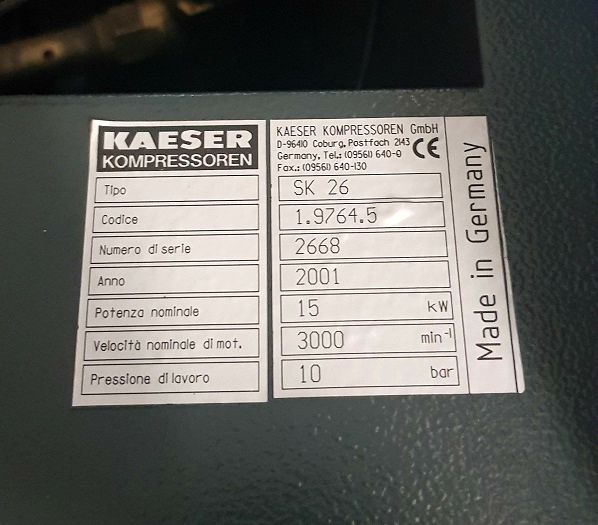 KAESER
KOMPRESSOREN
KAESER KOMPRESSOREN GmbH
D-96410 Coburg, Postfach 2143
Germany, Tel.: (09561) 640-0
Fax.: (09561) 640-130
CE
Tipo SK 26
Codice 1.9764.5
Numero di serie 2668
Anno 2001
Potenza nominale 15 kW
Velocità nominale di mot. 3000 min-1
Pressione di lavoro 10 bar
Made in Germany